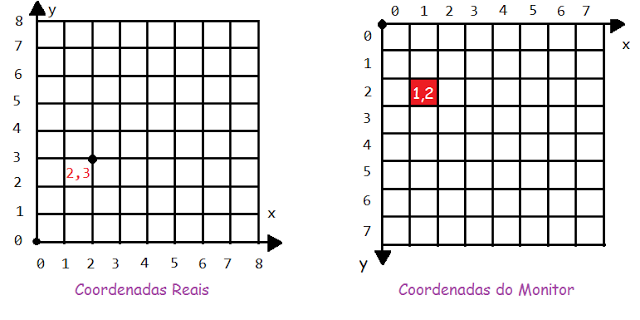 8 y
7
6
5
4
3
2,3
2
1
x
0
0 1 2 3 4 5 6 7 8
Coordenadas Reais
0 1 2 3 4 5 6 7
x
0
1
2 1,2
3
4
5
6
7
y
Coordenadas do Monitor